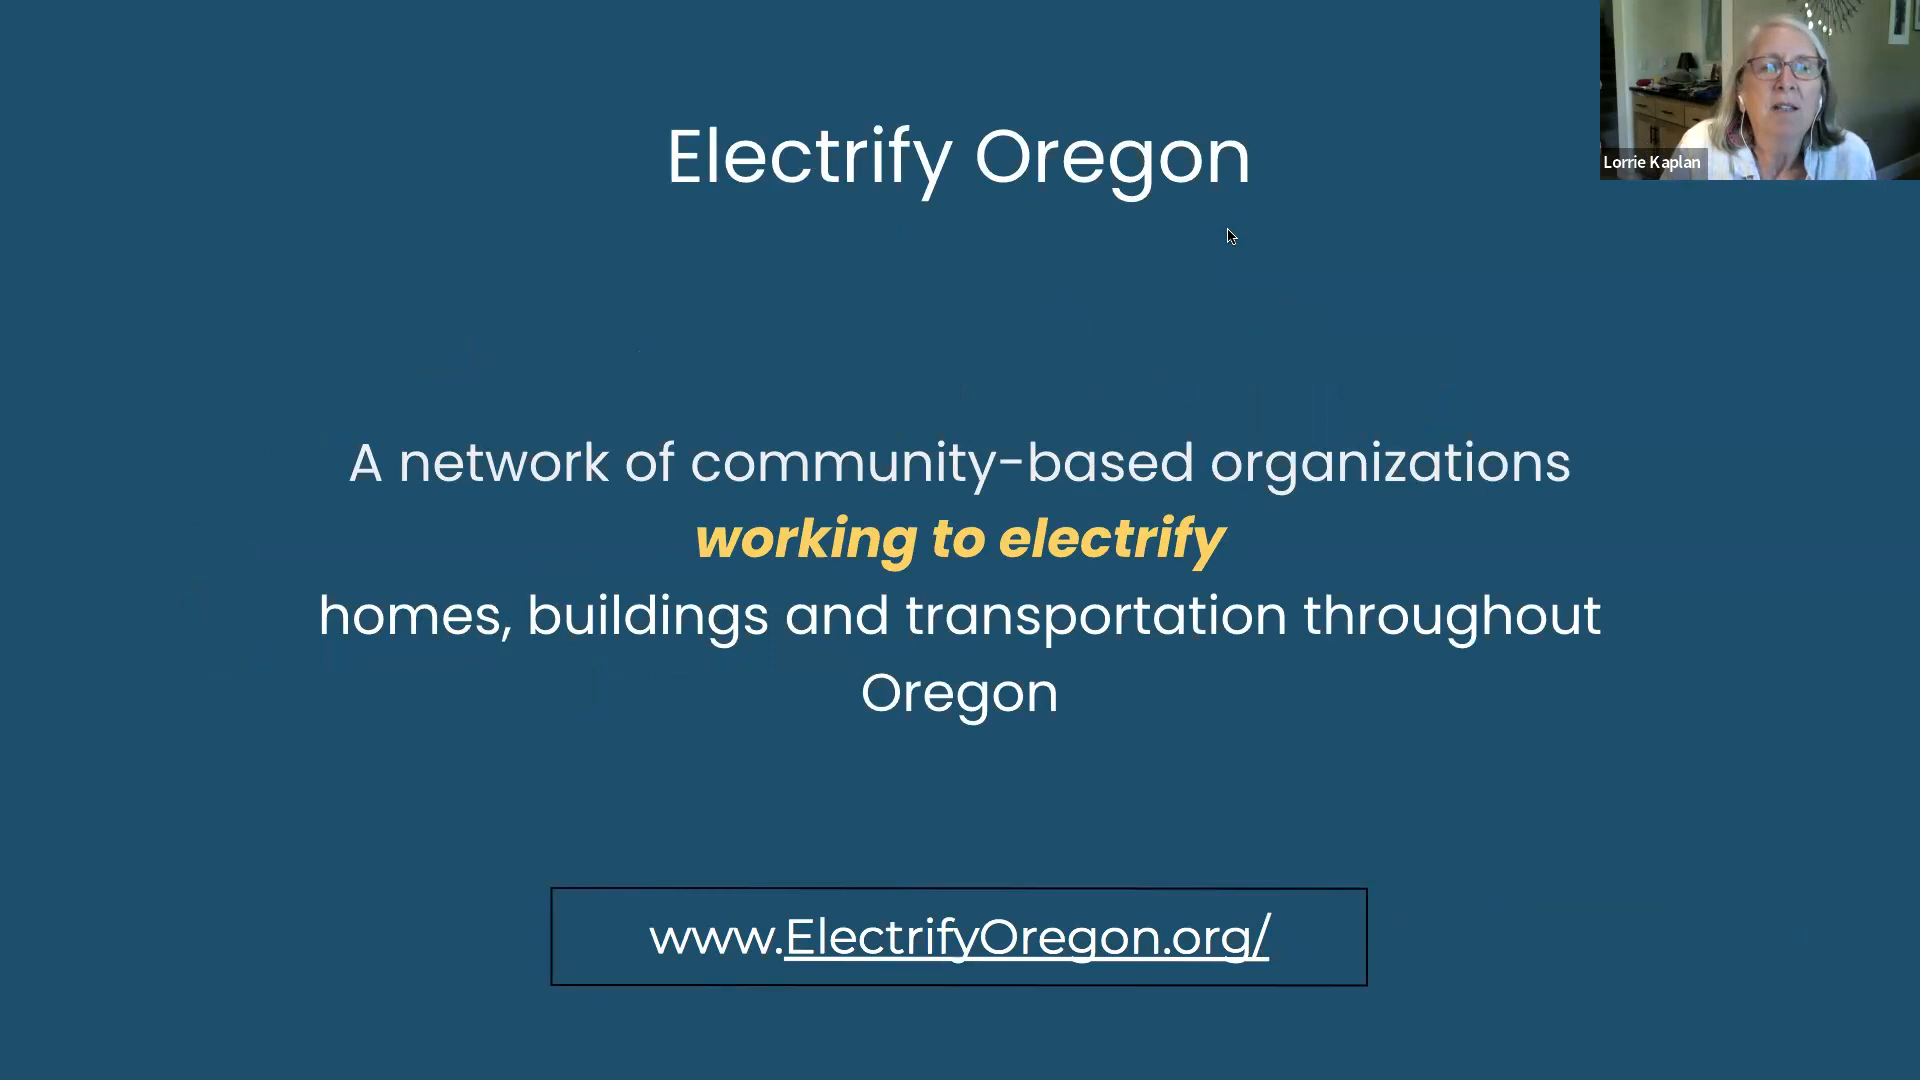 Electrify Oregon
Lorrie Kaplan
A network of community-based organizations
working to electrify
homes, buildings and transportation throughout
Oregon
www.ElectrifyOregon.org/